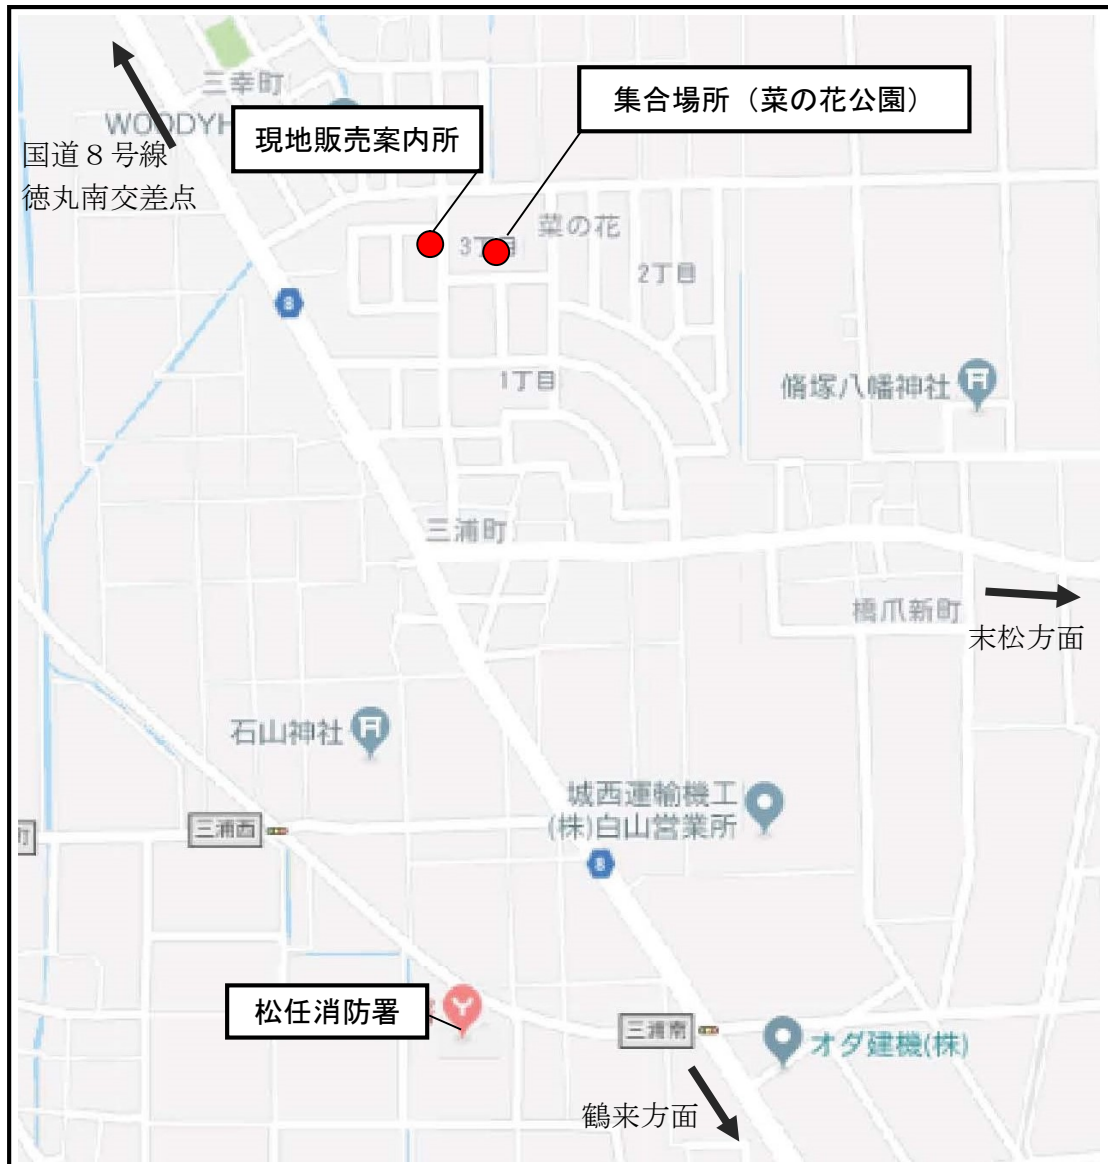 三幸町
WOODYH
集合場所（菜の花公園）
現地販売案内所
国道８号線
徳丸南交差点
菜の花
3丁目
2丁目
8
1丁目
脩塚八幡神社
三浦町
橋爪新町
末松方面
石山神社
城西運輸機工
(株)白山営業所
三浦西
町
8
松任消防署
三浦南
オダ建機(株)
鶴来方面